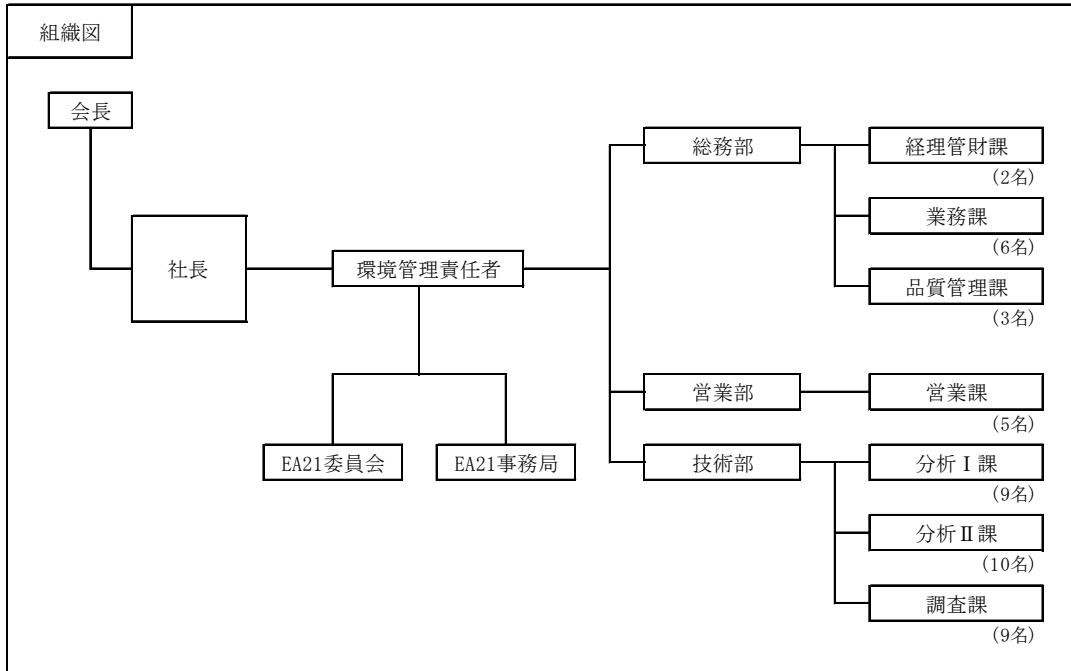 組織図
会長
社長
環境管理責任者
EA21委員会
EA21事務局
総務部
経理管財課
(2名)
業務課
(6名)
品質管理課
(3名)
営業部
営業課
(5名)
技術部
分析Ⅰ課
(9名)
分析Ⅱ課
(10名)
調査課
(9名)